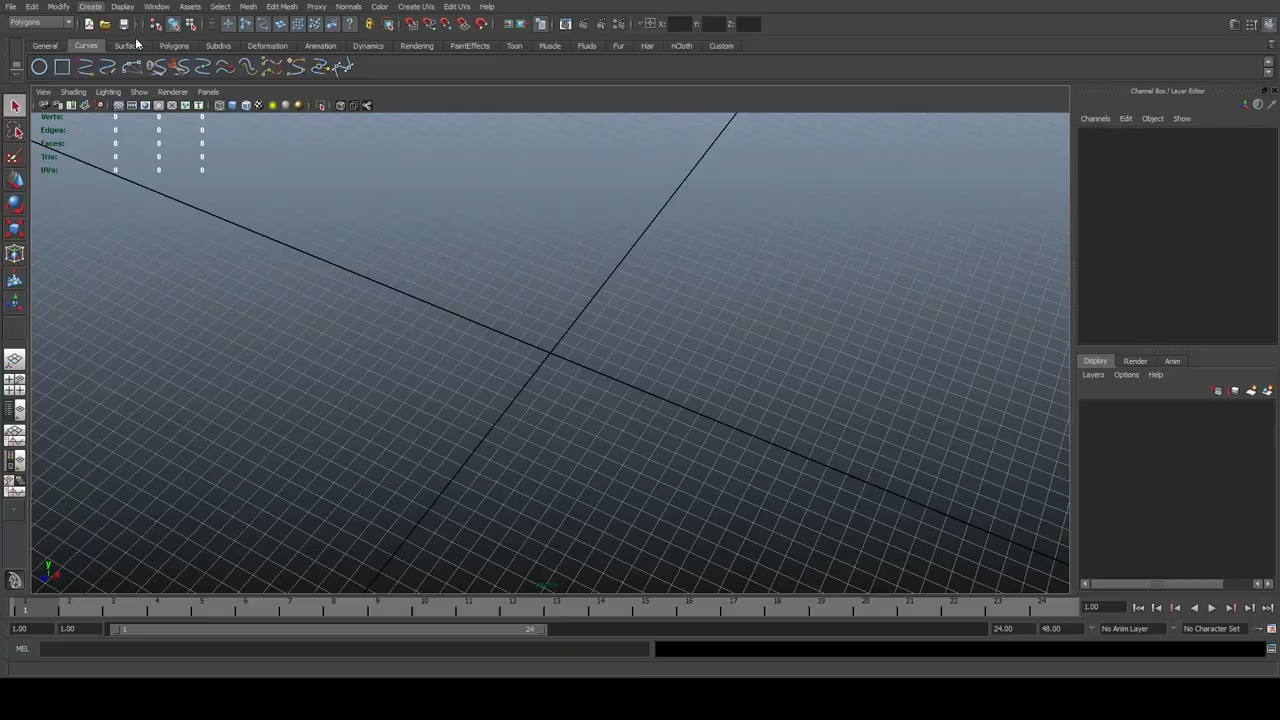 File Edit Modify Create Display Window Assets Select Mesh Edit Mesh Proxy Normals Color Create UVs Edit UVs Help
Polygons X: Y: Z:
General Curves Surfaces Polygons Subdivs Deformation Animation Dynamics Rendering PaintEffects Toon Muscle Fluids Fur Hair nCloth Custom
View Shading Lighting Show Renderer Panels
Channel Box / Layer Editor
Channels Edit Object Show
Verts: 0 0 0
Edges: 0 0 0
Faces: 0 0 0
Tris: 0 0 0
UVs: 0 0 0
Display Render Anim
Layers Options Help
y
x
1 2 3 4 5 6 7 8 9 10 11 12 13 14 15 16 17 18 19 20 21 22 23 24
1 1.00
1.00 1.00 1 24 24.00 48.00 No Anim Layer No Character Set
MEL